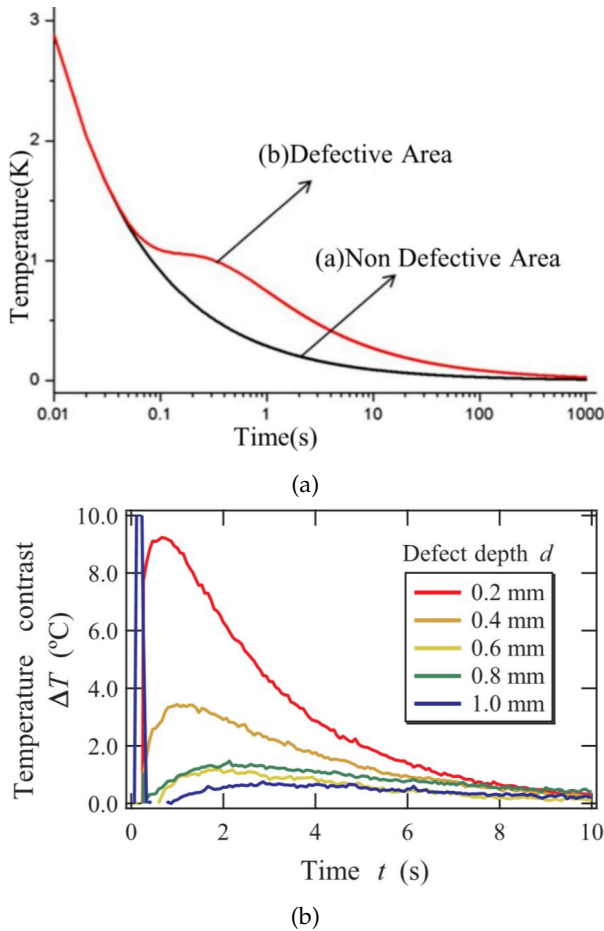 3
2
1
0
Temperature(K)
(b)Defective Area
(a)Non Defective Area
0.01 0.1 1 10 100 1000
Time(s)
(a)
10.0
8.0
6.0
4.0
2.0
0.0
Temperature contrast
ΔT (ºC)
Defect depth d
0.2 mm
0.4 mm
0.6 mm
0.8 mm
1.0 mm
0 2 4 6 8 10
Time t (s)
(b)